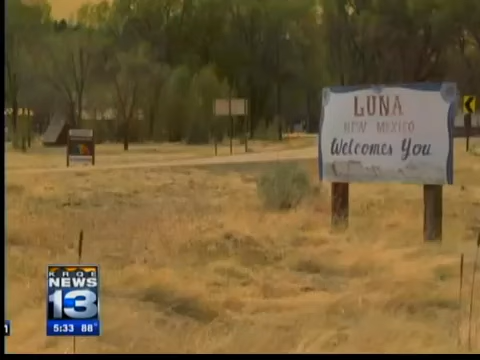 LUNA
NEW MEXICO
Welcomes You
KRQE
NEWS
13
5:33 88°